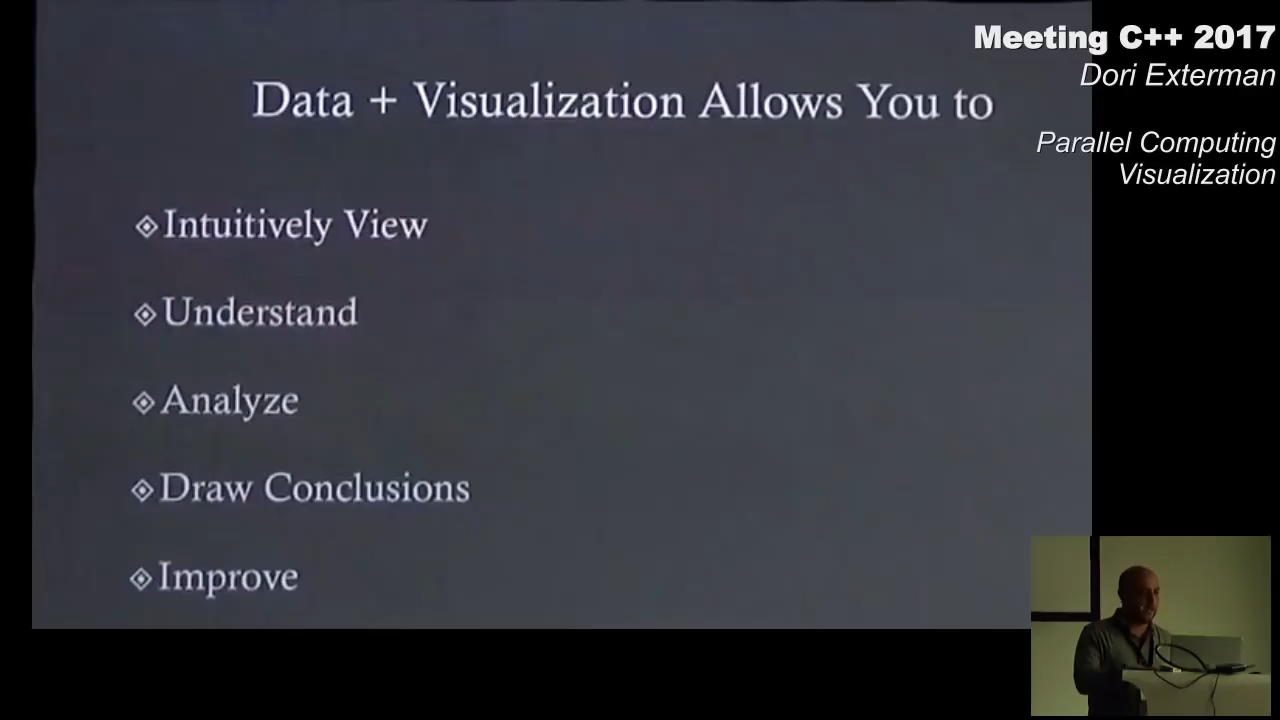 Data + Visualization Allows You to
Intuitively View
Understand
Analyze
Draw Conclusions
Improve
Meeting C++ 2017
Dori Exterman
Parallel Computing
Visualization